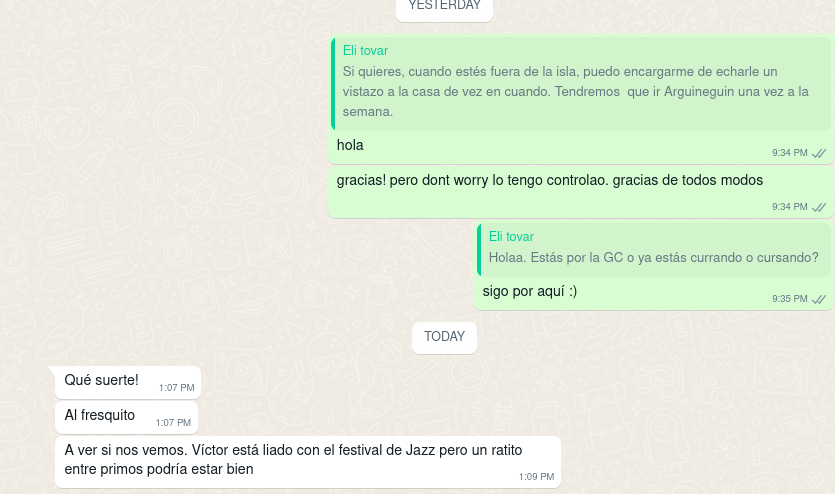 YESTERDAY
Eli tovar
Si quieres, cuando estés fuera de la isla, puedo encargarme de echarle un
vistazo a la casa de vez en cuando. Tendremos  que ir Arguineguin una vez a la
semana.
hola
9:34 PM
gracias! pero dont worry lo tengo controlao. gracias de todos modos
9:34 PM
Eli tovar
Holaa. Estás por la GC o ya estás currando o cursando?
sigo por aquí :)
9:35 PM
TODAY
Qué suerte!
1:07 PM
Al fresquito
1:07 PM
A ver si nos vemos. Víctor está liado con el festival de Jazz pero un ratito
entre primos podría estar bien
1:09 PM